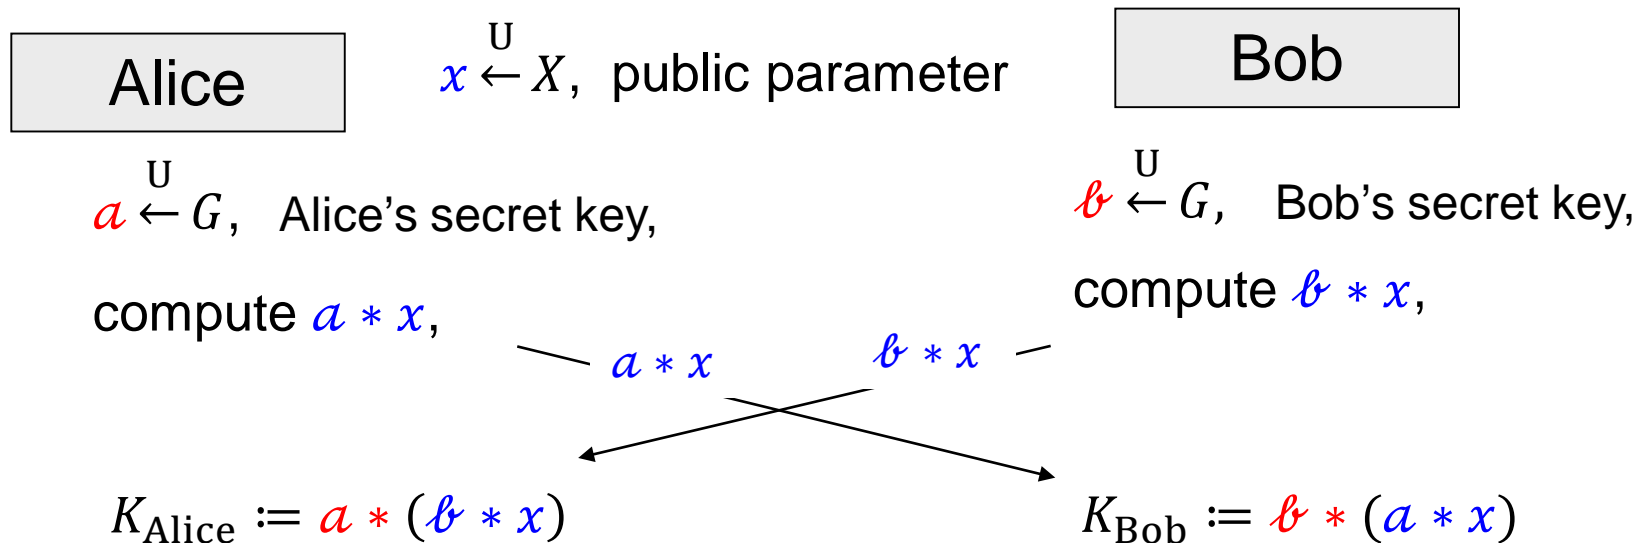 Alice
x U← X, public parameter
Bob
𝒶 U← G, Alice's secret key,
𝒷 U← G, Bob's secret key,
compute 𝒶 ∗ x,
compute 𝒷 ∗ x,
𝒶 ∗ x
𝒷 ∗ x
K_Alice ≔ 𝒶 ∗ (𝒷 ∗ x)
K_Bob ≔ 𝒷 ∗ (𝒶 ∗ x)